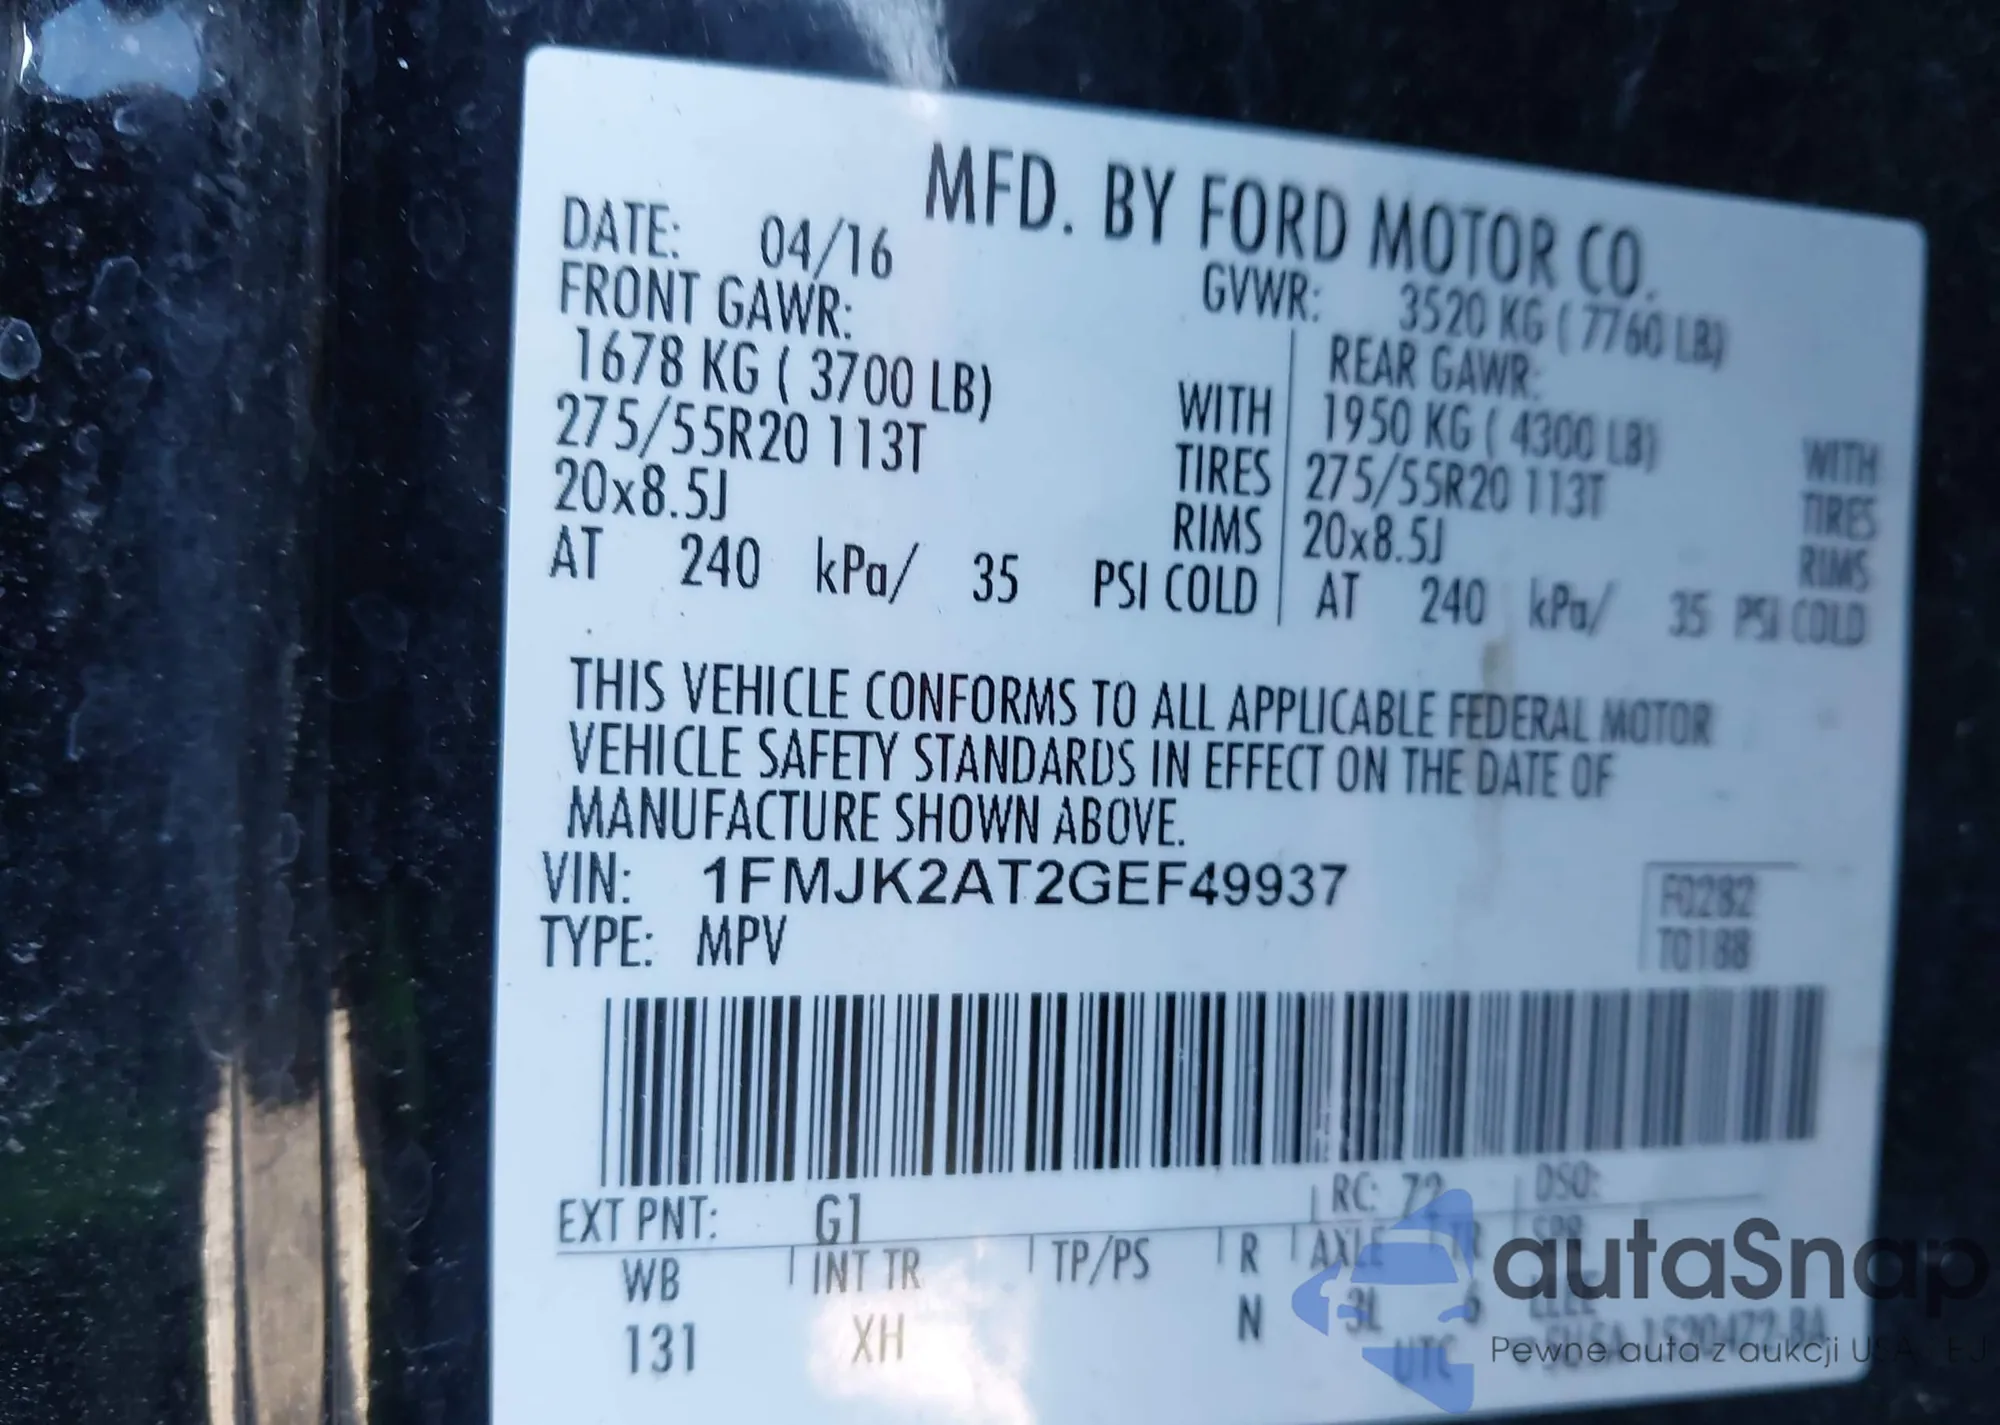 MFD. BY FORD MOTOR CO.
DATE: 04/16
GVWR: 3520 KG ( 7760 LB)
FRONT GAWR:
1678 KG ( 3700 LB) WITH
275/55R20 113T TIRES
20x8.5J RIMS
AT 240 kPa/ 35 PSI COLD
REAR GAWR:
1950 KG ( 4300 LB) WITH
275/55R20 113T TIRES
20x8.5J RIMS
AT 240 kPa/ 35 PSI COLD
THIS VEHICLE CONFORMS TO ALL APPLICABLE FEDERAL MOTOR
VEHICLE SAFETY STANDARDS IN EFFECT ON THE DATE OF
MANUFACTURE SHOWN ABOVE.
VIN: 1FMJK2AT2GEF49937
TYPE: MPV
F0282
T0188
EXT PNT: G1 RC: 72 DSO:
WB INT TR TP/PS R AXLE TR SPR
131 XH N 3L 6
UTC
autaSnap
Pewne auta z aukcji USA